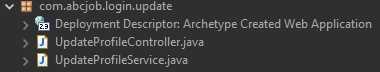 com.abcjob.login.update
Deployment Descriptor: Archetype Created Web Application
UpdateProfileController.java
UpdateProfileService.java